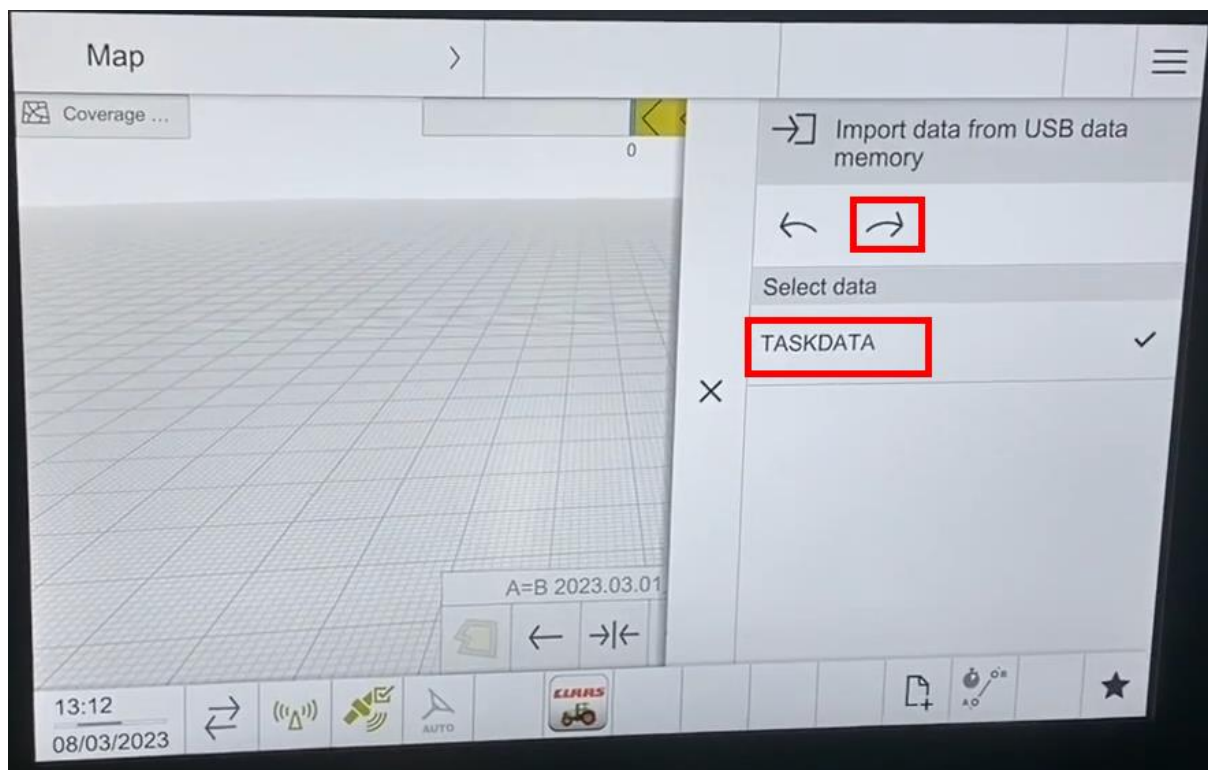 Map
Coverage ...
0
Import data from USB data
memory
Select data
TASKDATA
A=B 2023.03.01
13:12
08/03/2023
AUTO
CLAAS